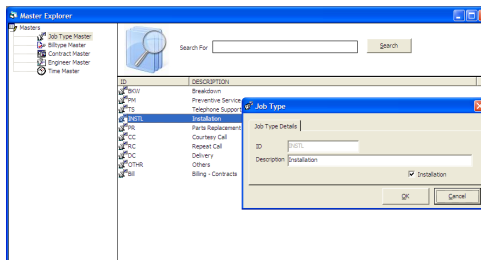 Master Explorer
Masters
Job Type Master
Billtype Master
Contract Master
Engineer Master
Time Master
Search For
Search
ID DESCRIPTION
BKW Breakdown
PM Preventive Service
TS Telephone Support
INSTL Installation
PR Parts Replacement
CC Courtesy Call
RC Repeat Call
DC Delivery
OTHR Others
Bill Billing - Contracts
Job Type
Job Type Details
ID INSTL
Description Installation
Installation
OK Cancel